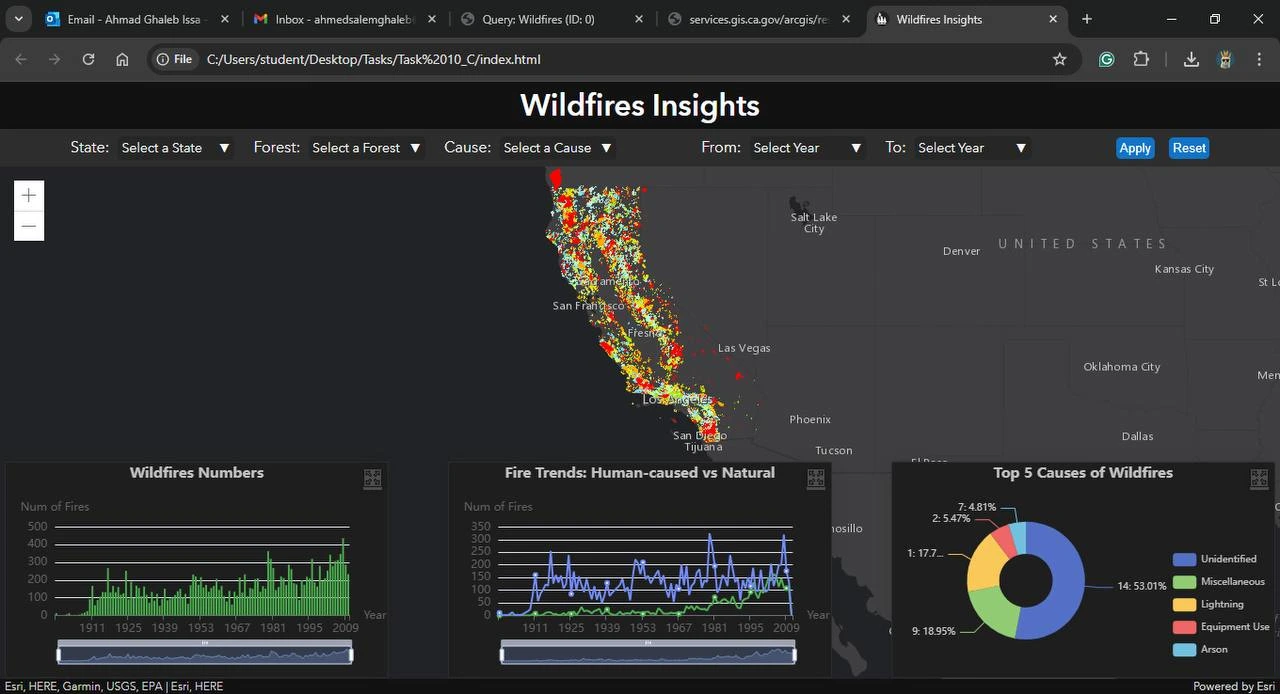 Email - Ahmad Ghaleb Issa -
Inbox - ahmedsalemghaleb
Query: Wildfires (ID: 0)
services.gis.ca.gov/arcgis/re
Wildfires Insights
File C:/Users/student/Desktop/Tasks/Task%2010_C/index.html
Wildfires Insights
State: Select a State ▼ Forest: Select a Forest ▼ Cause: Select a Cause ▼ From: Select Year ▼ To: Select Year ▼ Apply Reset
+
−
Salt Lake
City
UNITED STATES
Denver
Kansas City
Sacramento
St Lo
San Francisco
Fresno
Las Vegas
Oklahoma City
Mem
Los Angeles
Phoenix
San Diego
Tijuana
Dallas
Tucson
El Paso
mosillo
Wildfires Numbers
Num of Fires
500
400
300
200
100
0
Year
1911 1925 1939 1953 1967 1981 1995 2009
Fire Trends: Human-caused vs Natural
Num of Fires
350
300
250
200
150
100
50
0
Year
1911 1925 1939 1953 1967 1981 1995 2009
Top 5 Causes of Wildfires
7: 4.81%
2: 5.47%
1: 17.7...
14: 53.01%
9: 18.95%
Unidentified
Miscellaneous
Lightning
Equipment Use
Arson
Esri, HERE, Garmin, USGS, EPA | Esri, HERE
Powered by Esri